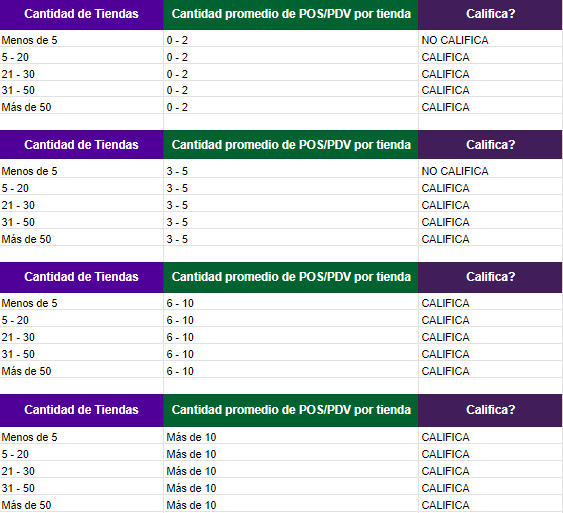 Cantidad de Tiendas Cantidad promedio de POS/PDV por tienda Califica?
Menos de 5 0 - 2 NO CALIFICA
5 - 20 0 - 2 CALIFICA
21 - 30 0 - 2 CALIFICA
31 - 50 0 - 2 CALIFICA
Más de 50 0 - 2 CALIFICA
Cantidad de Tiendas Cantidad promedio de POS/PDV por tienda Califica?
Menos de 5 3 - 5 NO CALIFICA
5 - 20 3 - 5 CALIFICA
21 - 30 3 - 5 CALIFICA
31 - 50 3 - 5 CALIFICA
Más de 50 3 - 5 CALIFICA
Cantidad de Tiendas Cantidad promedio de POS/PDV por tienda Califica?
Menos de 5 6 - 10 CALIFICA
5 - 20 6 - 10 CALIFICA
21 - 30 6 - 10 CALIFICA
31 - 50 6 - 10 CALIFICA
Más de 50 6 - 10 CALIFICA
Cantidad de Tiendas Cantidad promedio de POS/PDV por tienda Califica?
Menos de 5 Más de 10 CALIFICA
5 - 20 Más de 10 CALIFICA
21 - 30 Más de 10 CALIFICA
31 - 50 Más de 10 CALIFICA
Más de 50 Más de 10 CALIFICA